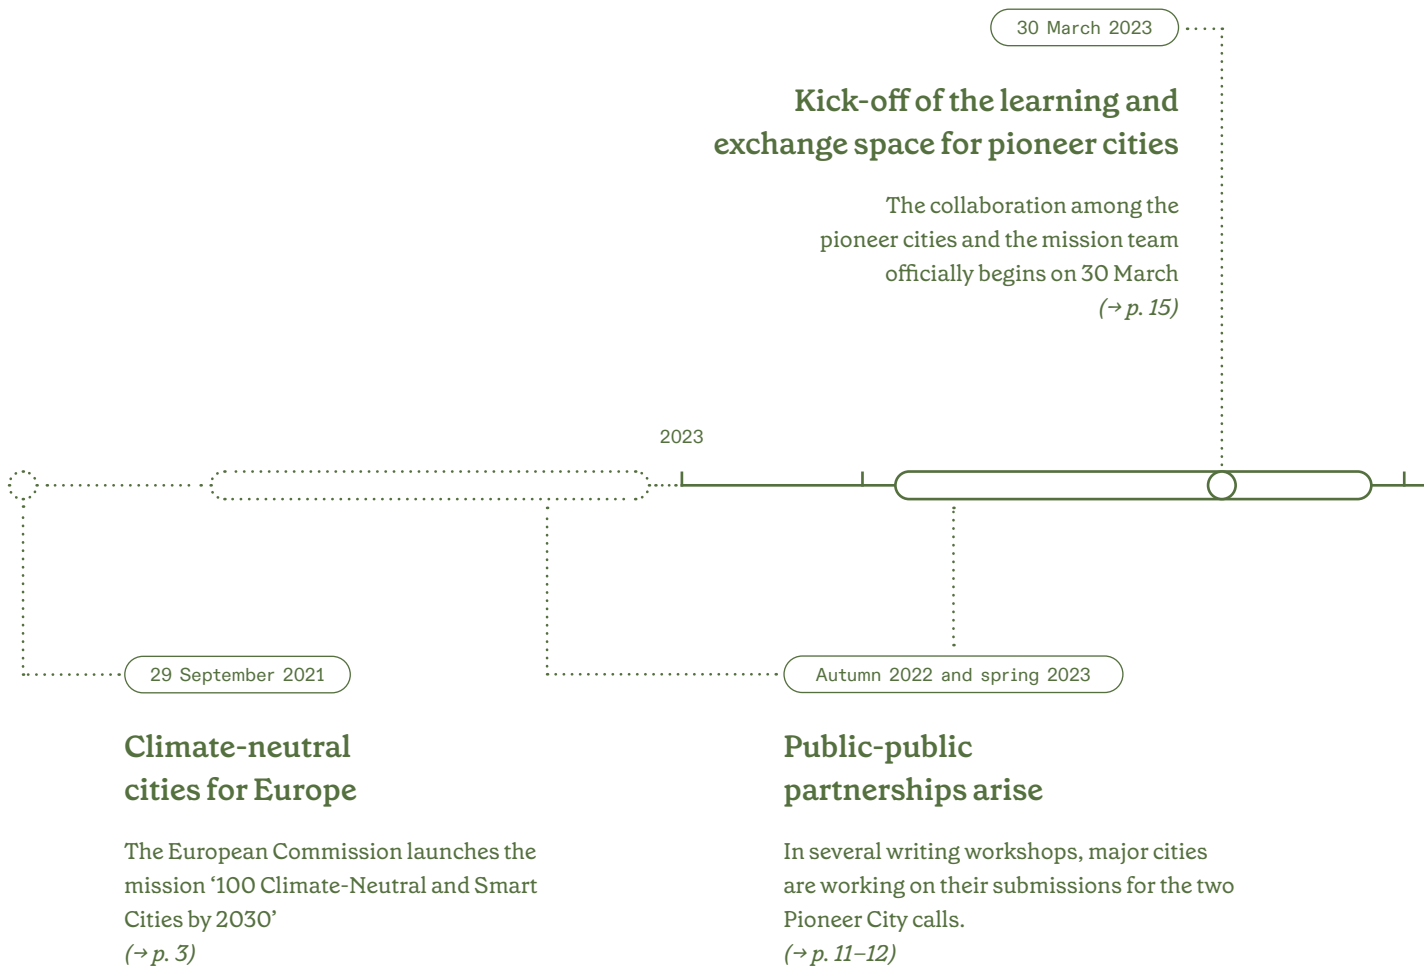 30 March 2023
Kick-off of the learning and
exchange space for pioneer cities
The collaboration among the
pioneer cities and the mission team
officially begins on 30 March
(→ p. 15)
2023
29 September 2021
Climate-neutral
cities for Europe
The European Commission launches the
mission ‘100 Climate-Neutral and Smart
Cities by 2030’
(→ p. 3)
Autumn 2022 and spring 2023
Public-public
partnerships arise
In several writing workshops, major cities
are working on their submissions for the two
Pioneer City calls.
(→ p. 11–12)